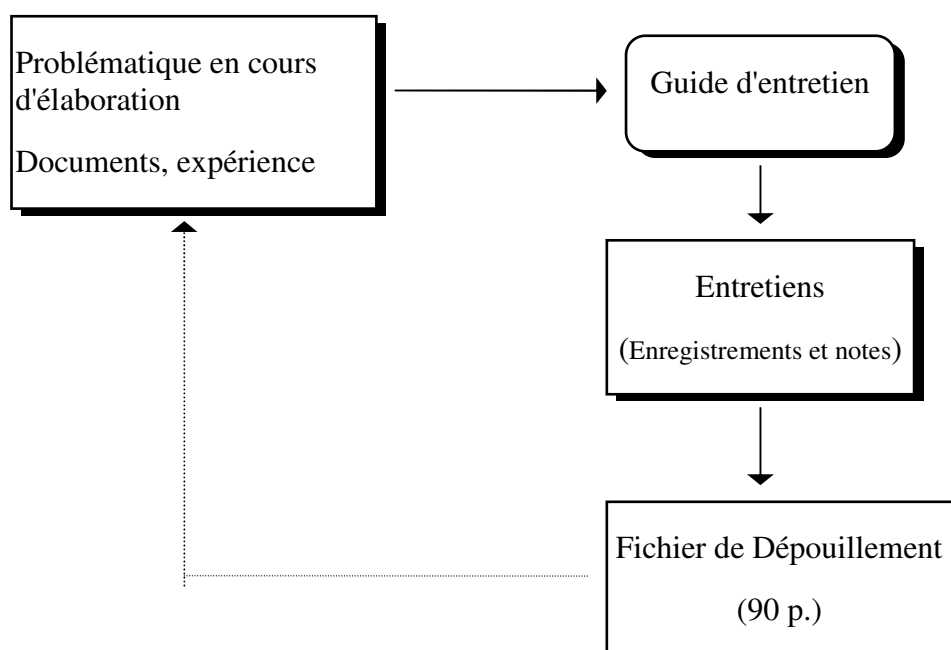 Problématique en cours
d'élaboration
Documents, expérience
Guide d'entretien
Entretiens
(Enregistrements et notes)
Fichier de Dépouillement
(90 p.)